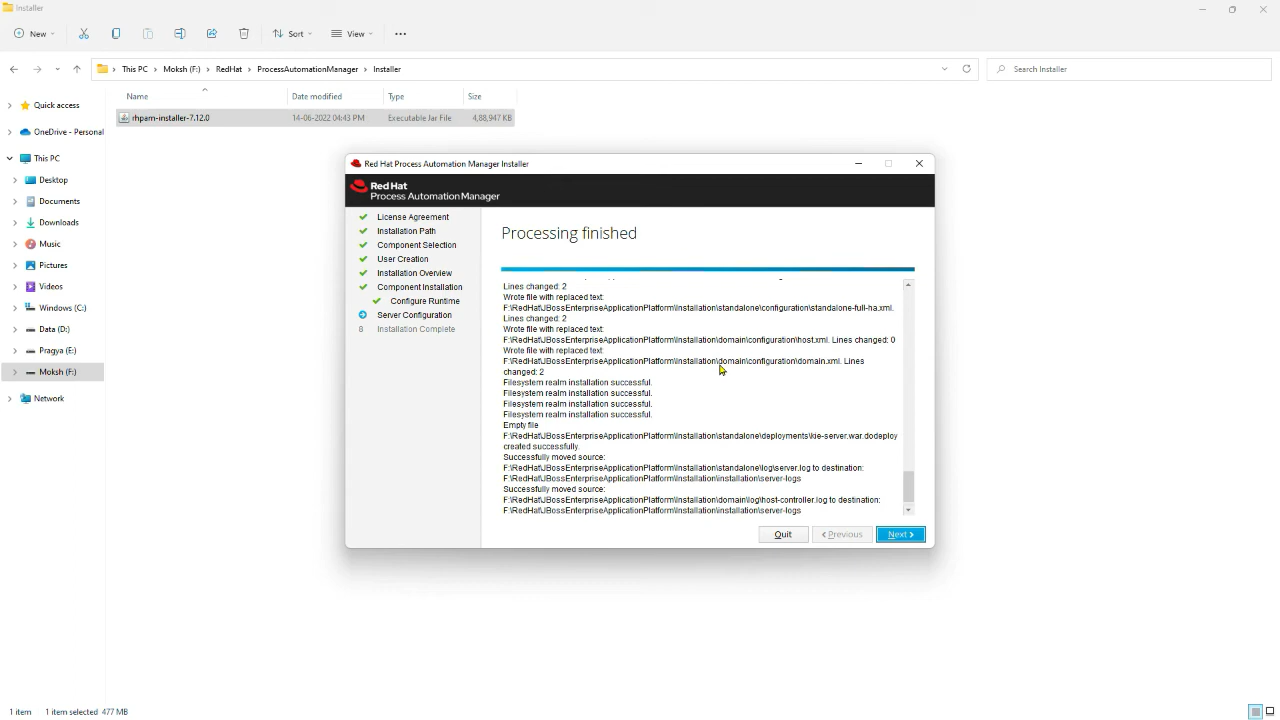 Installer
New
Sort
View
This PC > Moksh (F:) > RedHat > ProcessAutomationManager > Installer
Search Installer
Name
Date modified
Type
Size
rhpam-installer-7.12.0
14-06-2022 04:43 PM
Executable Jar File
4,88,947 KB
Quick access
OneDrive - Personal
This PC
Desktop
Documents
Downloads
Music
Pictures
Videos
Windows (C:)
Data (D:)
Pragya (E:)
Moksh (F:)
Network
Red Hat Process Automation Manager Installer
Red Hat
Process Automation Manager
License Agreement
Installation Path
Component Selection
User Creation
Installation Overview
Component Installation
Configure Runtime
Server Configuration
8 Installation Complete
Processing finished
Lines changed: 2
Wrote file with replaced text:
F:\RedHat\JBossEnterpriseApplicationPlatform\Installation\standalone\configuration\standalone-full-ha.xml.
Lines changed: 2
Wrote file with replaced text:
F:\RedHat\JBossEnterpriseApplicationPlatform\Installation\domain\configuration\host.xml. Lines changed: 0
Wrote file with replaced text:
F:\RedHat\JBossEnterpriseApplicationPlatform\Installation\domain\configuration\domain.xml. Lines
changed: 2
Filesystem realm installation successful.
Filesystem realm installation successful.
Filesystem realm installation successful.
Filesystem realm installation successful.
Empty file
F:\RedHat\JBossEnterpriseApplicationPlatform\Installation\standalone\deployments\kie-server.war.dodeploy
created successfully.
Successfully moved source:
F:\RedHat\JBossEnterpriseApplicationPlatform\Installation\standalone\log\server.log to destination:
F:\RedHat\JBossEnterpriseApplicationPlatform\Installation\installation\server-logs
Successfully moved source:
F:\RedHat\JBossEnterpriseApplicationPlatform\Installation\domain\log\host-controller.log to destination:
F:\RedHat\JBossEnterpriseApplicationPlatform\Installation\installation\server-logs
Quit
Previous
Next
1 item
1 item selected 477 MB